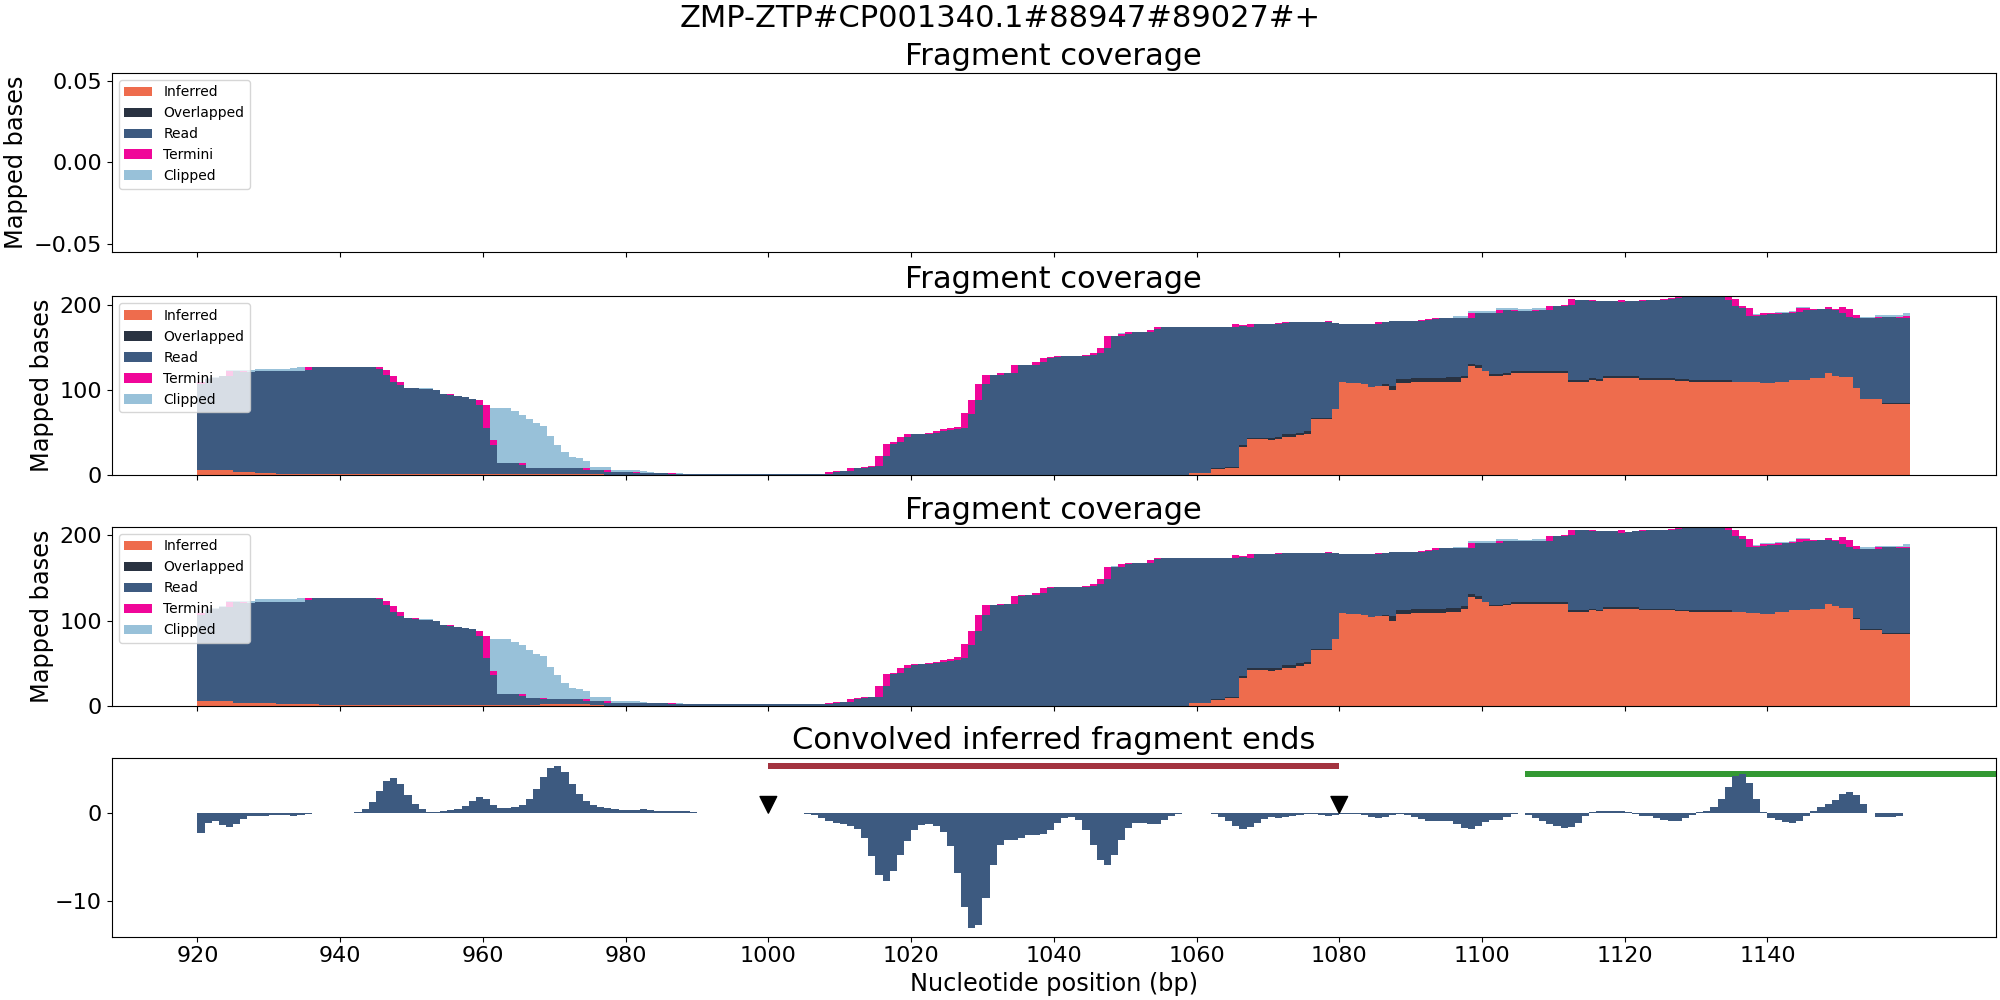 ZMP-ZTP#CP001340.1#88947#89027#+
Fragment coverage
Mapped bases
0.05
0.00
−0.05
Inferred
Overlapped
Read
Termini
Clipped
Fragment coverage
Mapped bases
200
100
0
Inferred
Overlapped
Read
Termini
Clipped
Fragment coverage
Mapped bases
200
100
0
Inferred
Overlapped
Read
Termini
Clipped
Convolved inferred fragment ends
0
−10
920 940 960 980 1000 1020 1040 1060 1080 1100 1120 1140
Nucleotide position (bp)